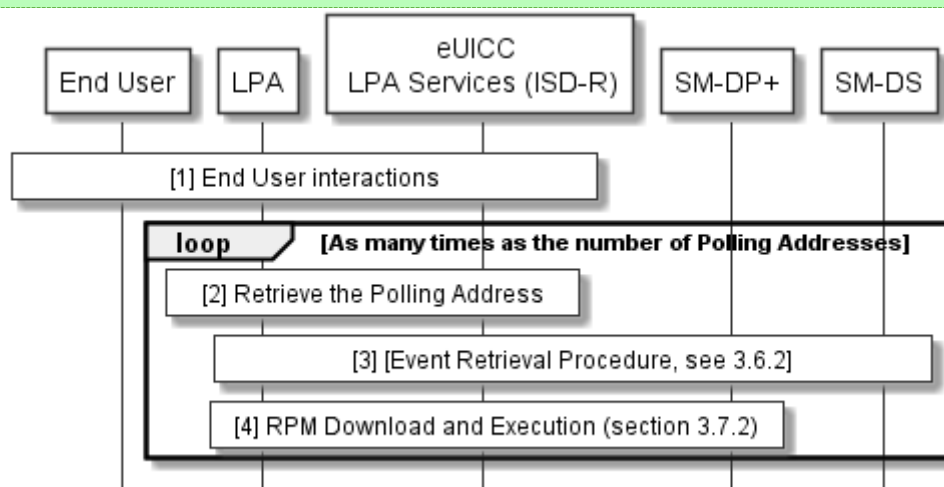 eUICC
End User
LPA
LPA Services (ISD-R)
SM-DP+
SM-DS
[1] End User interactions
loop
[As many times as the number of Polling Addresses]
[2] Retrieve the Polling Address
[3] [Event Retrieval Procedure, see 3.6.2]
[4] RPM Download and Execution (section 3.7.2)